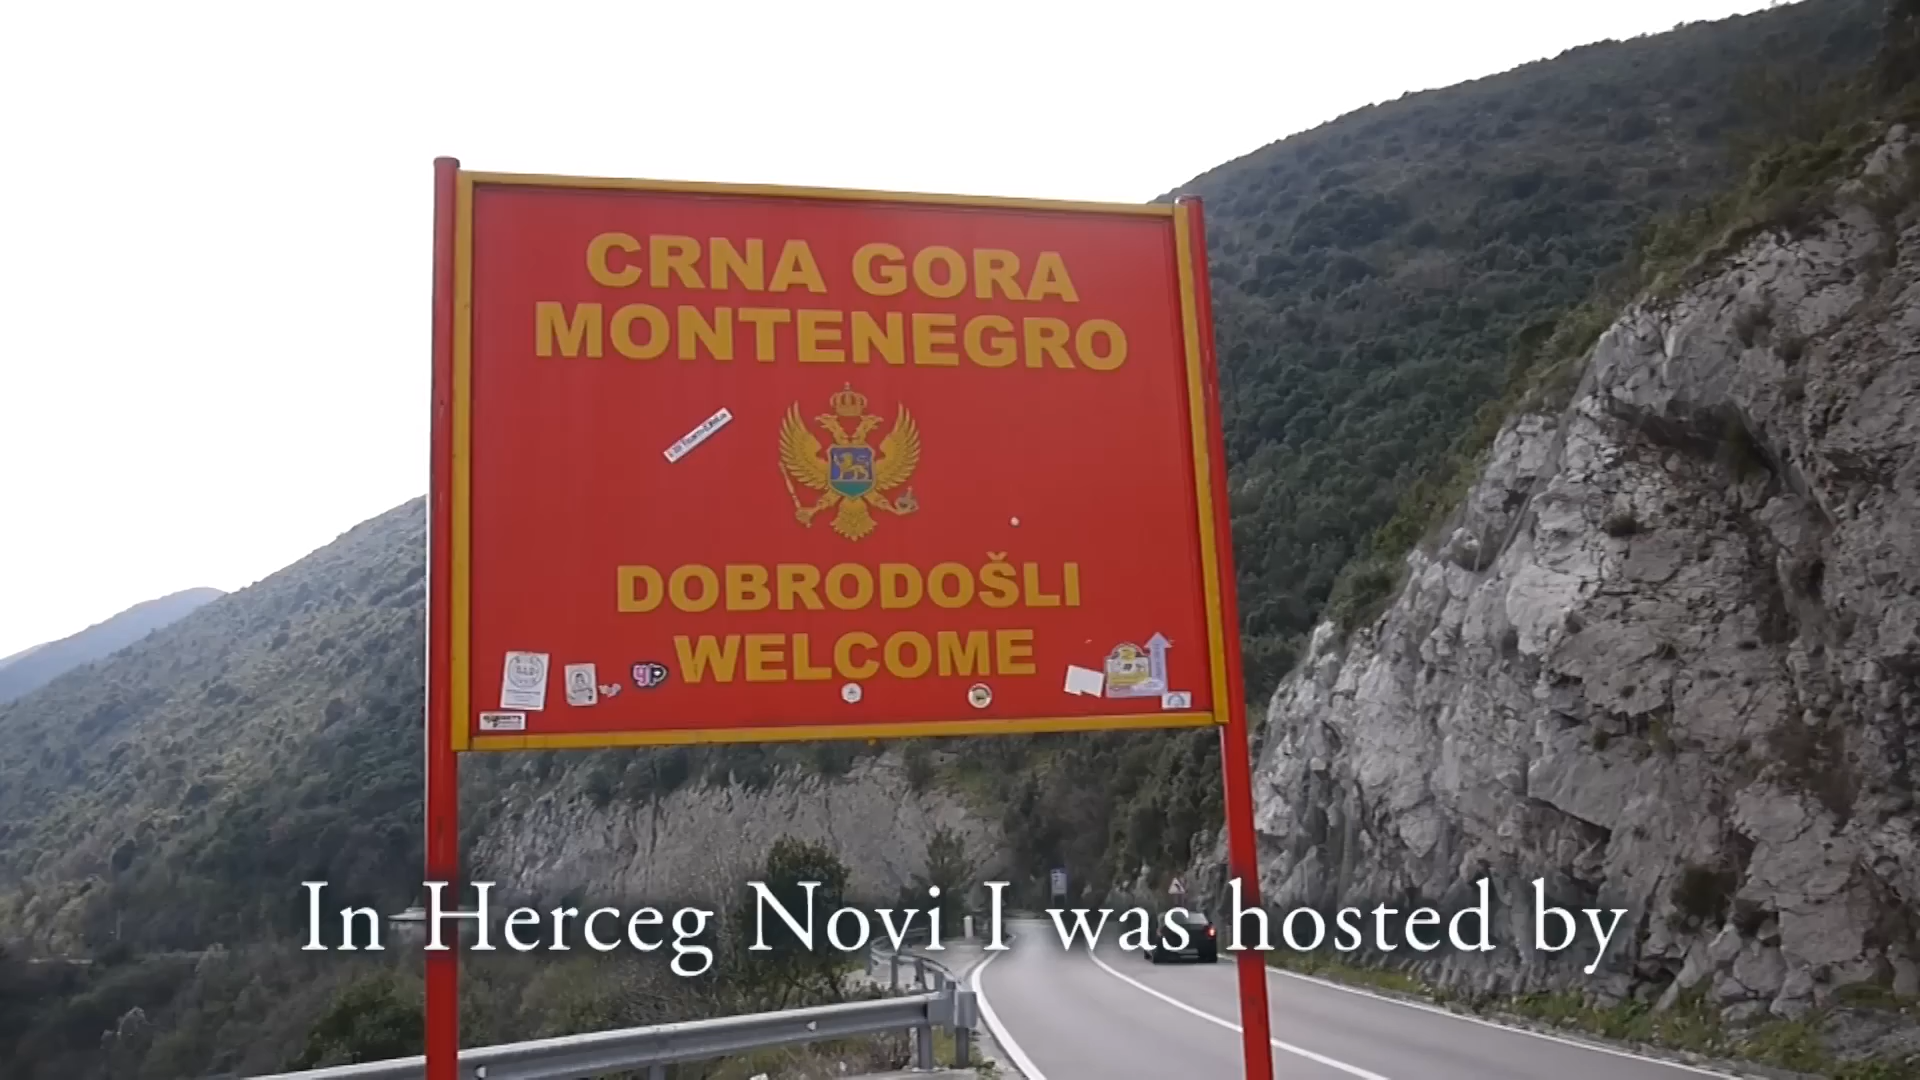 CRNA GORA
MONTENEGRO
DOBRODOŠLI
WELCOME
In Herceg Novi I was hosted by